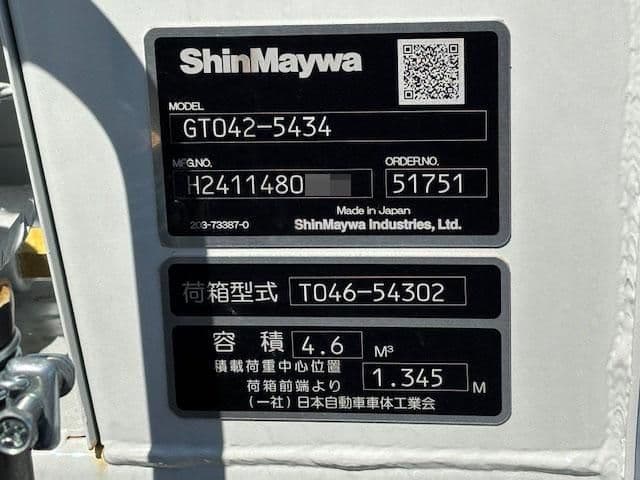 ShinMaywa
MODEL
GT042-5434
MFG.NO. ORDER.NO.
H2411480 51751
Made in Japan
203-73387-0 ShinMaywa Industries, Ltd.
荷箱型式 T046-54302
容積 4.6 M³
積載荷重中心位置
荷箱前端より 1.345 M
(一社)日本自動車車体工業会